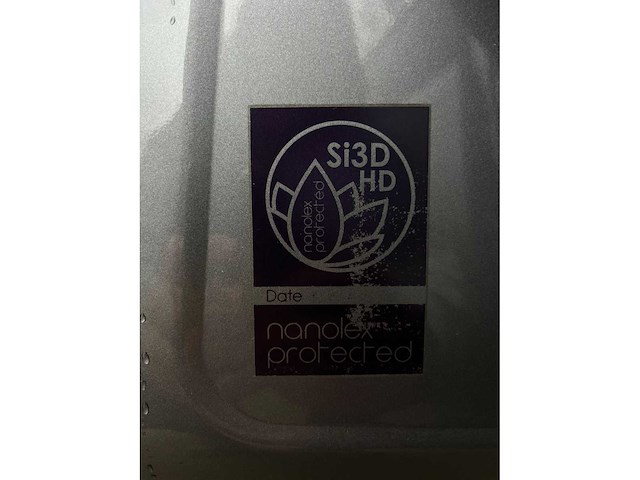 Si3D
HD
nanolex
protected
Date
nanolex
protected